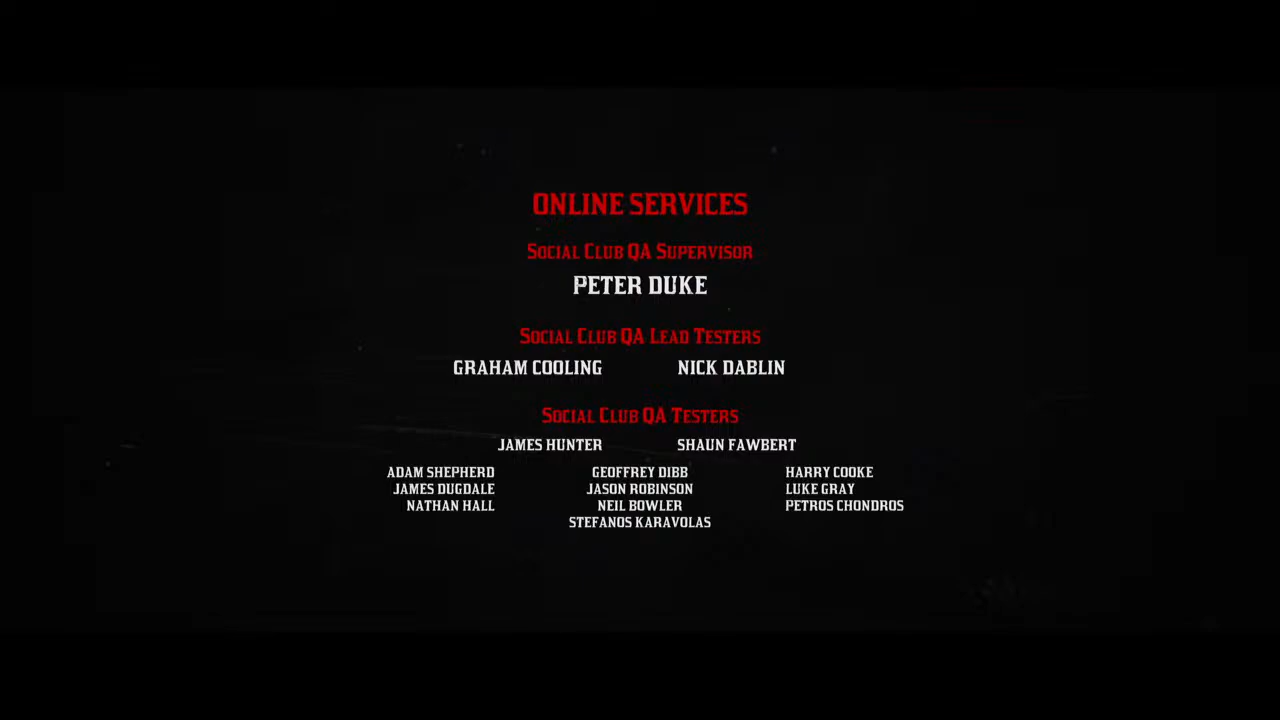 ONLINE SERVICES
SOCIAL CLUB QA SUPERVISOR
PETER DUKE
SOCIAL CLUB QA LEAD TESTERS
GRAHAM COOLING NICK DABLIN
SOCIAL CLUB QA TESTERS
JAMES HUNTER SHAUN FAWBERT
ADAM SHEPHERD GEOFFREY DIBB HARRY COOKE
JAMES DUGDALE JASON ROBINSON LUKE GRAY
NATHAN HALL NEIL BOWLER PETROS CHONDROS
STEFANOS KARAVOLAS